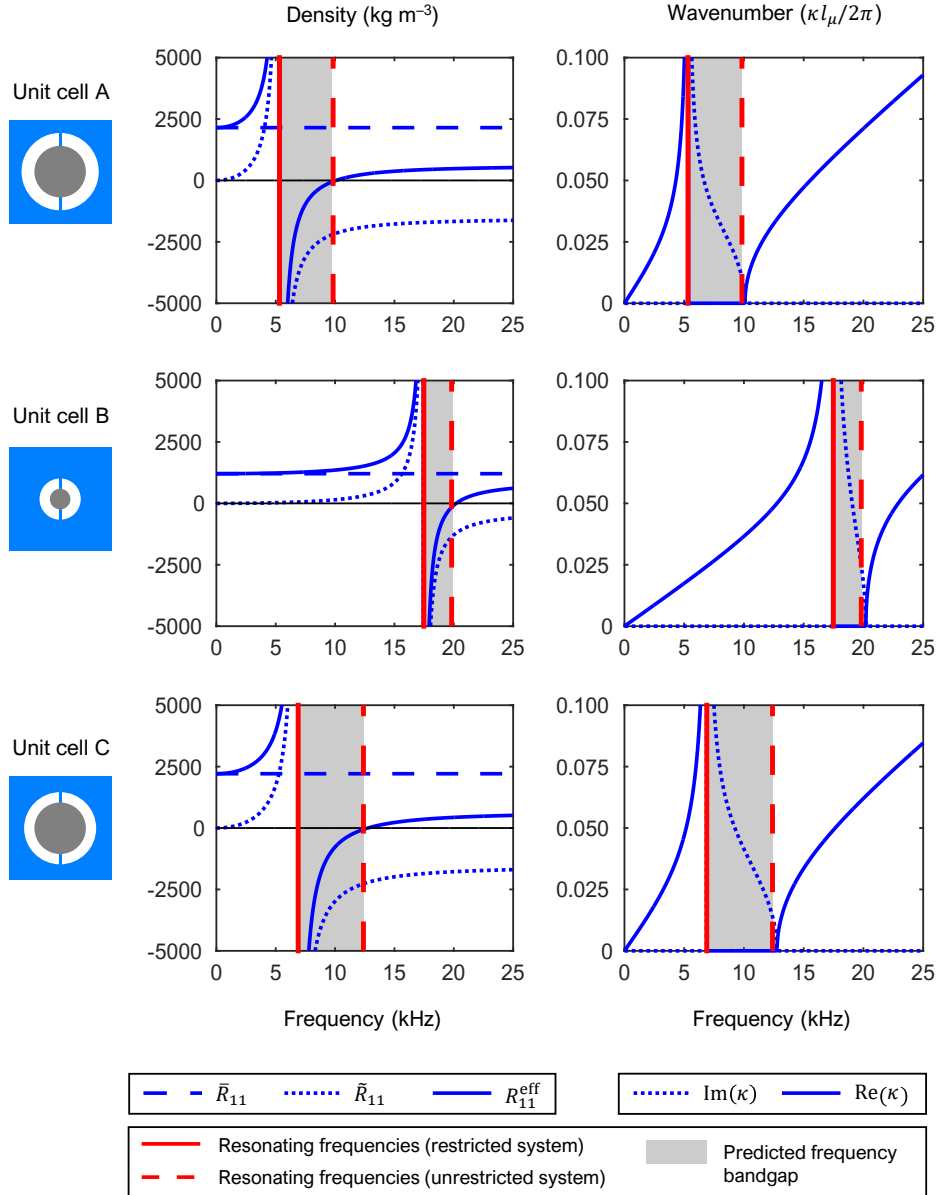 Density (kg m⁻³)
Wavenumber (κl_μ/2π)
Unit cell A
5000
2500
0
-2500
-5000
0 5 10 15 20 25
0.100
0.075
0.050
0.025
0
0 5 10 15 20 25
Unit cell B
5000
2500
0
-2500
-5000
0 5 10 15 20 25
0.100
0.075
0.050
0.025
0
0 5 10 15 20 25
Unit cell C
5000
2500
0
-2500
-5000
0 5 10 15 20 25
0.100
0.075
0.050
0.025
0
0 5 10 15 20 25
Frequency (kHz)
Frequency (kHz)
R̄₁₁ R̃₁₁ R₁₁^eff
Im(κ) Re(κ)
Resonating frequencies (restricted system)
Resonating frequencies (unrestricted system)
Predicted frequency
bandgap